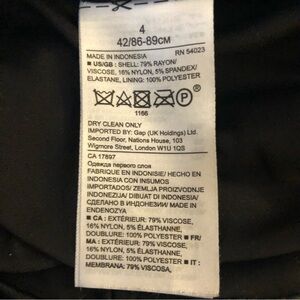 4
42/86-89CM
MADE IN INDONESIA RN 54023
■ US/GB : SHELL: 79% RAYON/
VISCOSE, 16% NYLON, 5% SPANDEX/
ELASTANE, LINING: 100% POLYESTER
P
1166
DRY CLEAN ONLY
IMPORTED BY: Gap (UK Holdings) Ltd.
Second Floor, Nations House, 103
Wigmore Street, London W1U 1QS
CA 17897
Одежда первого слоя
FABRIQUE EN INDONISIE/ HECHO EN
INDONESIA CON INSUMOS
IMPORTADOS/ ZEMLJA PROIZVODNJE
INDONEZIJA/ DIBUAT DI INDONESIA/
СДЕЛАНО В ИНДОНЕЗИИ/ MADE IN
ENDENOZYA
■ CA : EXTÉRIEUR: 79% VISCOSE,
16% NYLON, 5% ÉLASTHANNE,
DOUBLURE: 100% POLYESTER ■ FR/
MA : EXTÉRIEUR: 79% VISCOSE,
16% NYLON, 5% ÉLASTHANNE,
DOUBLURE: 100% POLYESTER ■ IT :
MEMBRANA: 79% VISCOSA,